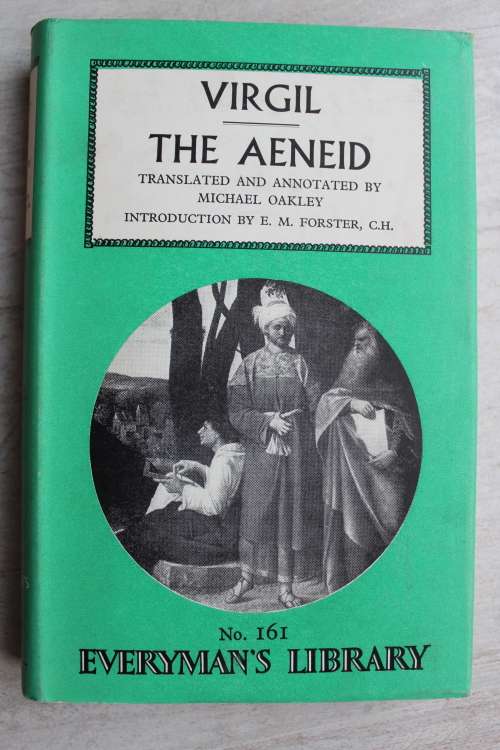 VIRGIL
THE AENEID
TRANSLATED AND ANNOTATED BY
MICHAEL OAKLEY
INTRODUCTION BY E. M. FORSTER, C.H.
No. 161
EVERYMAN'S LIBRARY